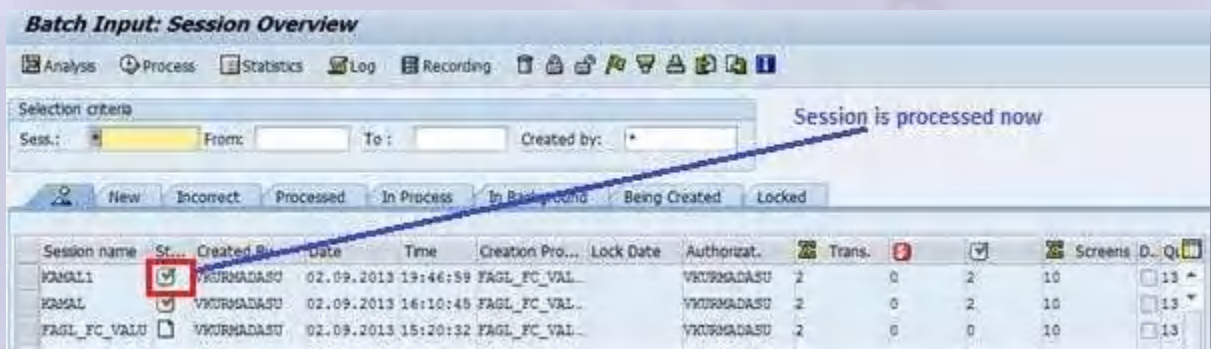 Batch Input: Session Overview
Analysis Process Statistics Log Recording
Selection criteria
Sess.: * From: To : Created by: *
Session is processed now
New Incorrect Processed In Process In Background Being Created Locked
Session name St... Created By Date Time Creation Pro... Lock Date Authorizat. Trans. Screens D.. Qu
KAMAL1 VKURMADASU 02.09.2013 19:46:59 FAGL_FC_VAL.. VKURMADASU 2 0 2 10 13
KAMAL VKURMADASU 02.09.2013 16:10:45 FAGL_FC_VAL.. VKURMADASU 2 0 2 10 13
FAGL_FC_VALU VKURMADASU 02.09.2013 15:20:32 FAGL_FC_VAL.. VKURMADASU 2 0 0 10 13